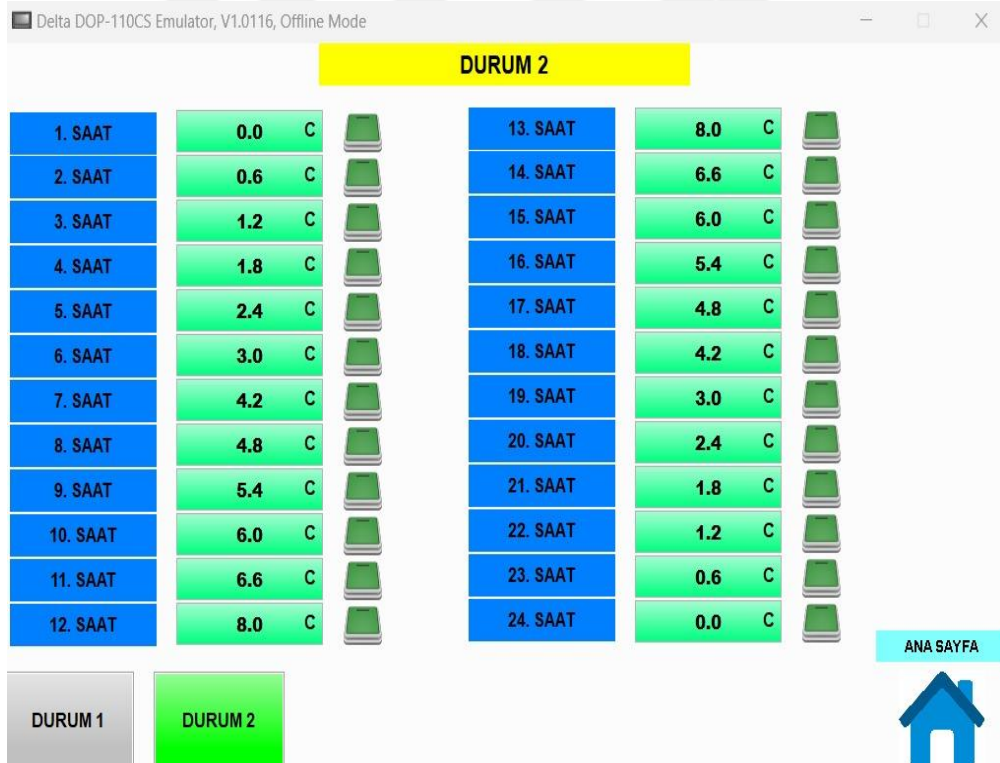 Delta DOP-110CS Emulator, V1.0116, Offline Mode
DURUM 2
1. SAAT 0.0 C
2. SAAT 0.6 C
3. SAAT 1.2 C
4. SAAT 1.8 C
5. SAAT 2.4 C
6. SAAT 3.0 C
7. SAAT 4.2 C
8. SAAT 4.8 C
9. SAAT 5.4 C
10. SAAT 6.0 C
11. SAAT 6.6 C
12. SAAT 8.0 C
13. SAAT 8.0 C
14. SAAT 6.6 C
15. SAAT 6.0 C
16. SAAT 5.4 C
17. SAAT 4.8 C
18. SAAT 4.2 C
19. SAAT 3.0 C
20. SAAT 2.4 C
21. SAAT 1.8 C
22. SAAT 1.2 C
23. SAAT 0.6 C
24. SAAT 0.0 C
ANA SAYFA
DURUM 1
DURUM 2